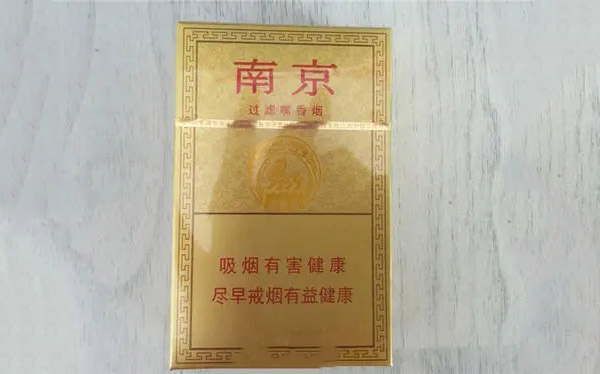 南京
过滤嘴香烟
吸烟有害健康
尽早戒烟有益健康